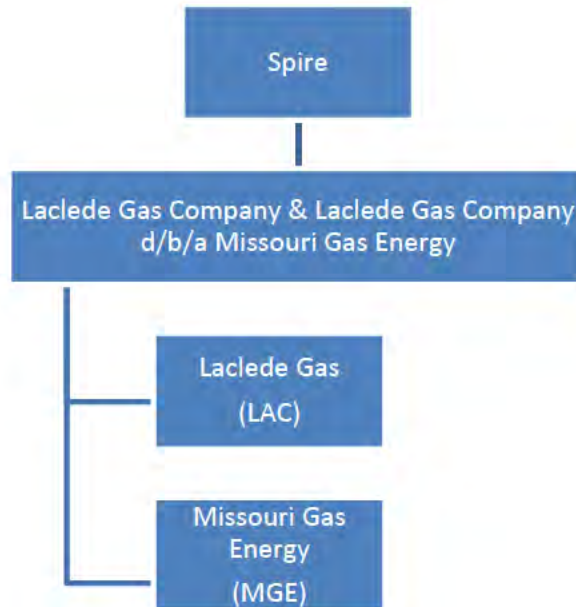 Spire
Laclede Gas Company & Laclede Gas Company
d/b/a Missouri Gas Energy
Laclede Gas
(LAC)
Missouri Gas
Energy
(MGE)